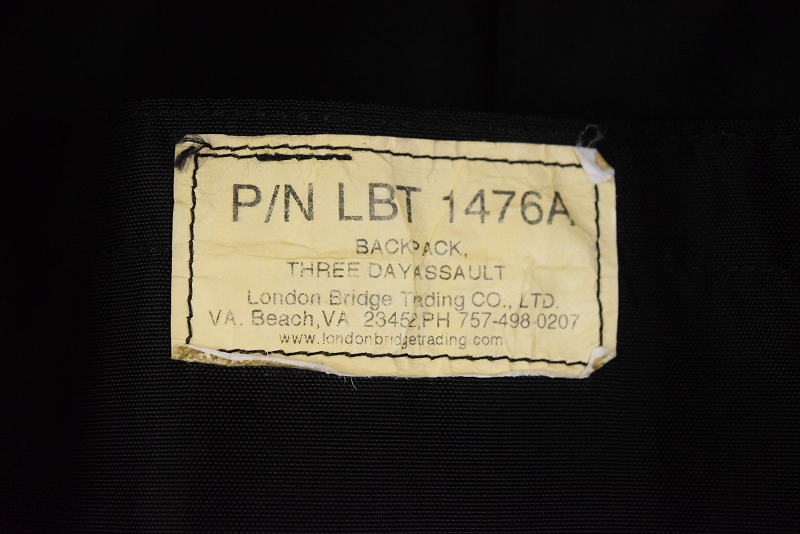 P/N LBT 1476A
BACKPACK,
THREE DAYASSAULT
London Bridge Trading CO., LTD.
VA. Beach,VA 23452,PH 757-498-0207
www.londonbridgetrading.com